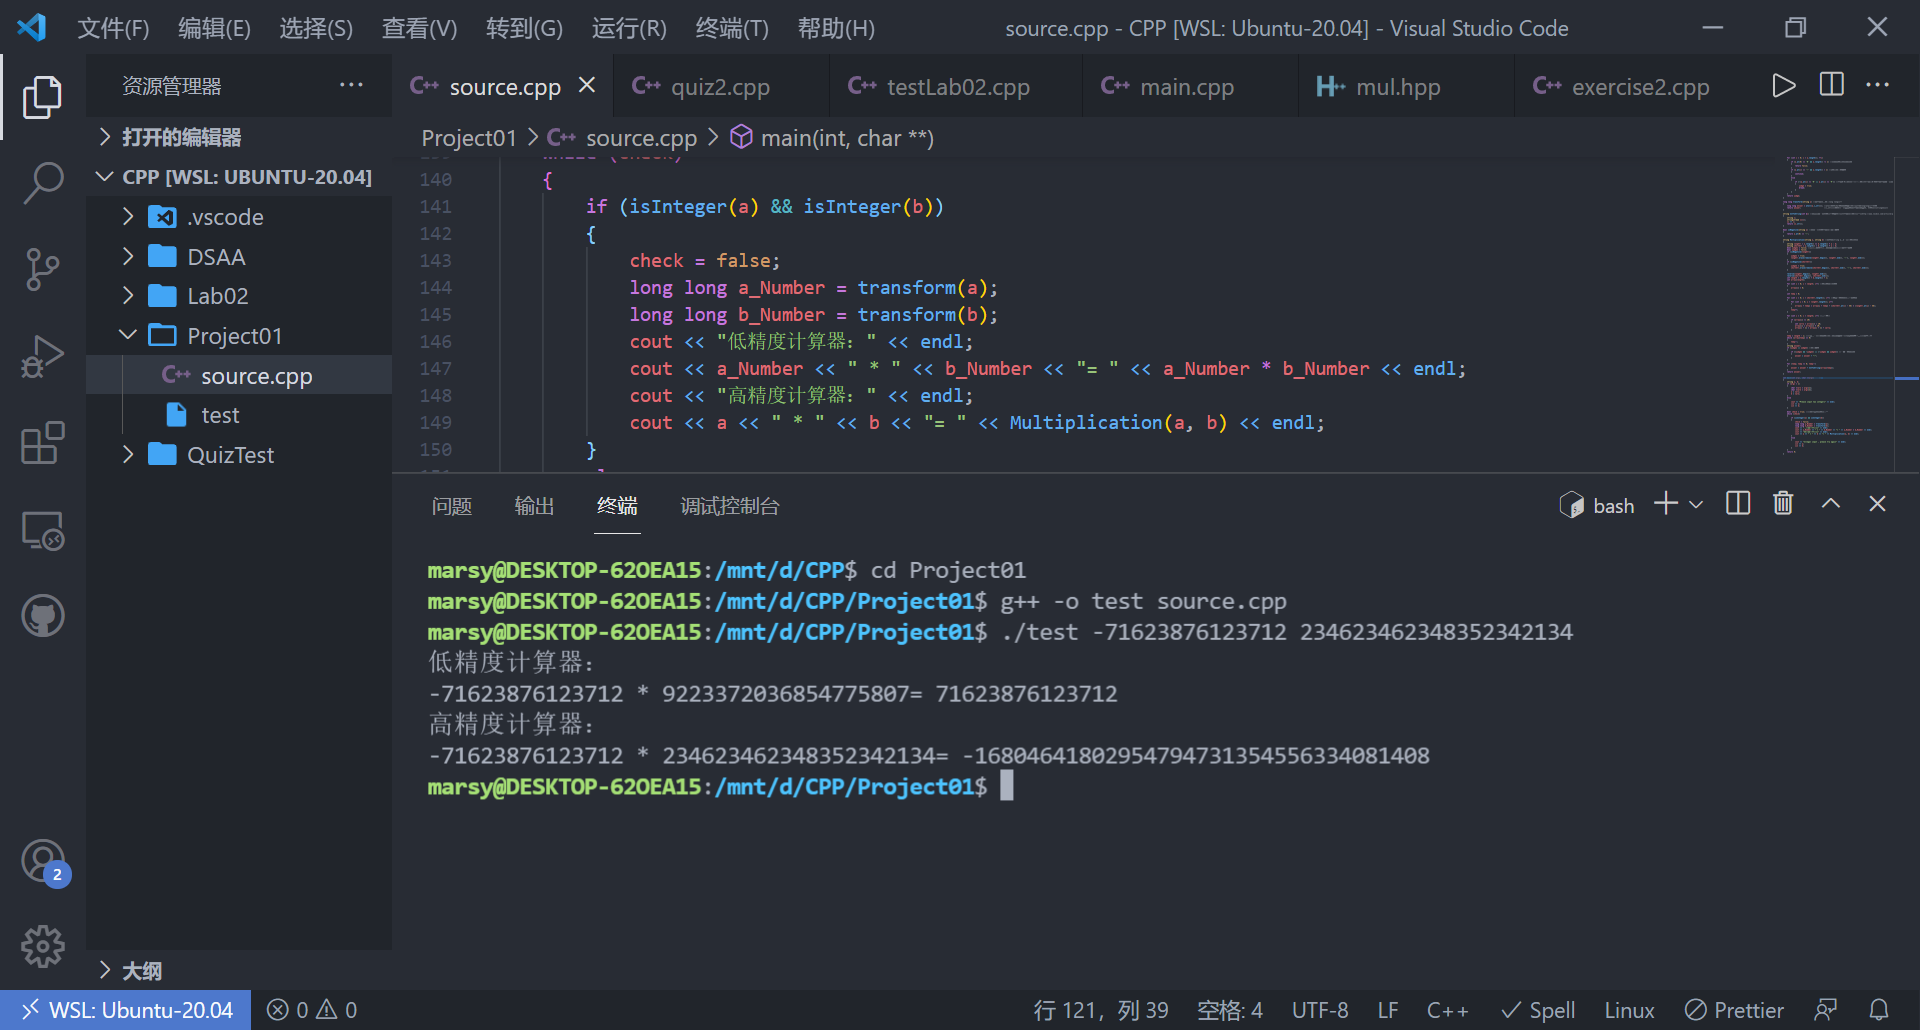 文件(F) 编辑(E) 选择(S) 查看(V) 转到(G) 运行(R) 终端(T) 帮助(H) source.cpp - CPP [WSL: Ubuntu-20.04] - Visual Studio Code
资源管理器 ··· C++ source.cpp C++ quiz2.cpp C++ testLab02.cpp C++ main.cpp H++ mul.hpp C++ exercise2.cpp ···
打开的编辑器
CPP [WSL: UBUNTU-20.04]
.vscode
DSAA
Lab02
Project01
C++ source.cpp
test
QuizTest
大纲
Project01 > C++ source.cpp > main(int, char **)
140 {
141 if (isInteger(a) && isInteger(b))
142 {
143 check = false;
144 long long a_Number = transform(a);
145 long long b_Number = transform(b);
146 cout << "低精度计算器：" << endl;
147 cout << a_Number << " * " << b_Number << "= " << a_Number * b_Number << endl;
148 cout << "高精度计算器：" << endl;
149 cout << a << " * " << b << "= " << Multiplication(a, b) << endl;
150 }
问题 输出 终端 调试控制台 bash
marsy@DESKTOP-62OEA15:/mnt/d/CPP$ cd Project01
marsy@DESKTOP-62OEA15:/mnt/d/CPP/Project01$ g++ -o test source.cpp
marsy@DESKTOP-62OEA15:/mnt/d/CPP/Project01$ ./test -71623876123712 234623462348352342134
低精度计算器：
-71623876123712 * 9223372036854775807= 71623876123712
高精度计算器：
-71623876123712 * 234623462348352342134= -16804641802954794731354556334081408
marsy@DESKTOP-62OEA15:/mnt/d/CPP/Project01$
2
WSL: Ubuntu-20.04 0 0 行 121，列 39 空格: 4 UTF-8 LF C++ Spell Linux Prettier